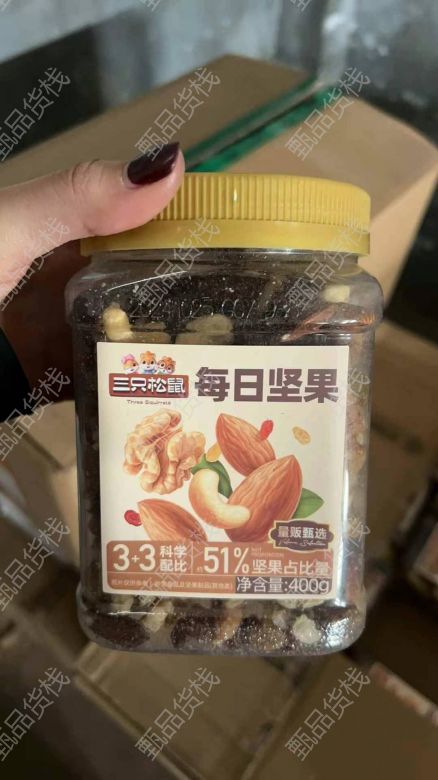 三只松鼠
Three Squirrels
每日坚果
量贩甄选
3+3 科学配比
51% 坚果占比量
净含量:400g
甄品货栈